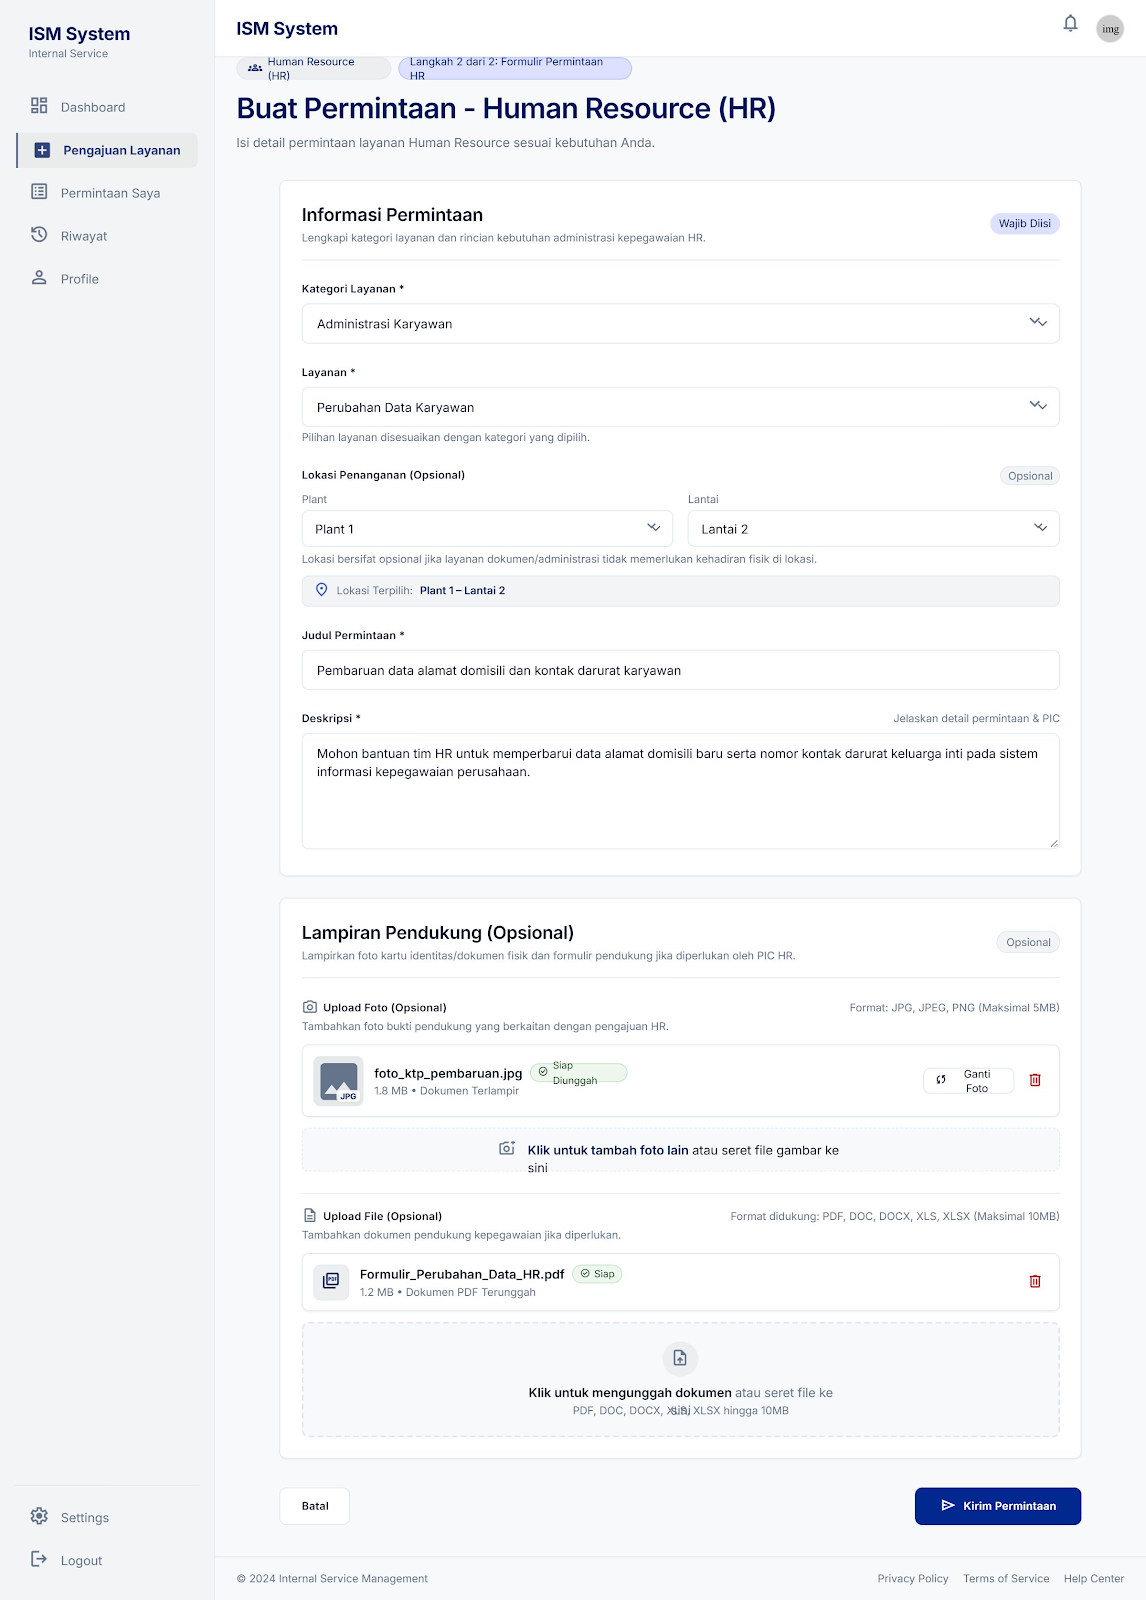 ISM System
Internal Service
Dashboard
Pengajuan Layanan
Permintaan Saya
Riwayat
Profile
Settings
Logout
ISM System
img
Human Resource
(HR)
Langkah 2 dari 2: Formulir Permintaan
HR
Buat Permintaan - Human Resource (HR)
Isi detail permintaan layanan Human Resource sesuai kebutuhan Anda.
Informasi Permintaan
Wajib Diisi
Lengkapi kategori layanan dan rincian kebutuhan administrasi kepegawaian HR.
Kategori Layanan *
Administrasi Karyawan
Layanan *
Perubahan Data Karyawan
Pilihan layanan disesuaikan dengan kategori yang dipilih.
Lokasi Penanganan (Opsional)
Opsional
Plant
Lantai
Plant 1
Lantai 2
Lokasi bersifat opsional jika layanan dokumen/administrasi tidak memerlukan kehadiran fisik di lokasi.
Lokasi Terpilih: Plant 1 – Lantai 2
Judul Permintaan *
Pembaruan data alamat domisili dan kontak darurat karyawan
Deskripsi *
Jelaskan detail permintaan & PIC
Mohon bantuan tim HR untuk memperbarui data alamat domisili baru serta nomor kontak darurat keluarga inti pada sistem
informasi kepegawaian perusahaan.
Lampiran Pendukung (Opsional)
Opsional
Lampirkan foto kartu identitas/dokumen fisik dan formulir pendukung jika diperlukan oleh PIC HR.
Upload Foto (Opsional)
Format: JPG, JPEG, PNG (Maksimal 5MB)
Tambahkan foto bukti pendukung yang berkaitan dengan pengajuan HR.
JPG
foto_ktp_pembaruan.jpg
Siap
Diunggah
1.8 MB • Dokumen Terlampir
Ganti
Foto
Klik untuk tambah foto lain atau seret file gambar ke
sini
Upload File (Opsional)
Format didukung: PDF, DOC, DOCX, XLS, XLSX (Maksimal 10MB)
Tambahkan dokumen pendukung kepegawaian jika diperlukan.
PDF
Formulir_Perubahan_Data_HR.pdf
Siap
1.2 MB • Dokumen PDF Terunggah
Klik untuk mengunggah dokumen atau seret file ke
sini
PDF, DOC, DOCX, XLS, XLSX hingga 10MB
Batal
Kirim Permintaan
© 2024 Internal Service Management
Privacy Policy
Terms of Service
Help Center